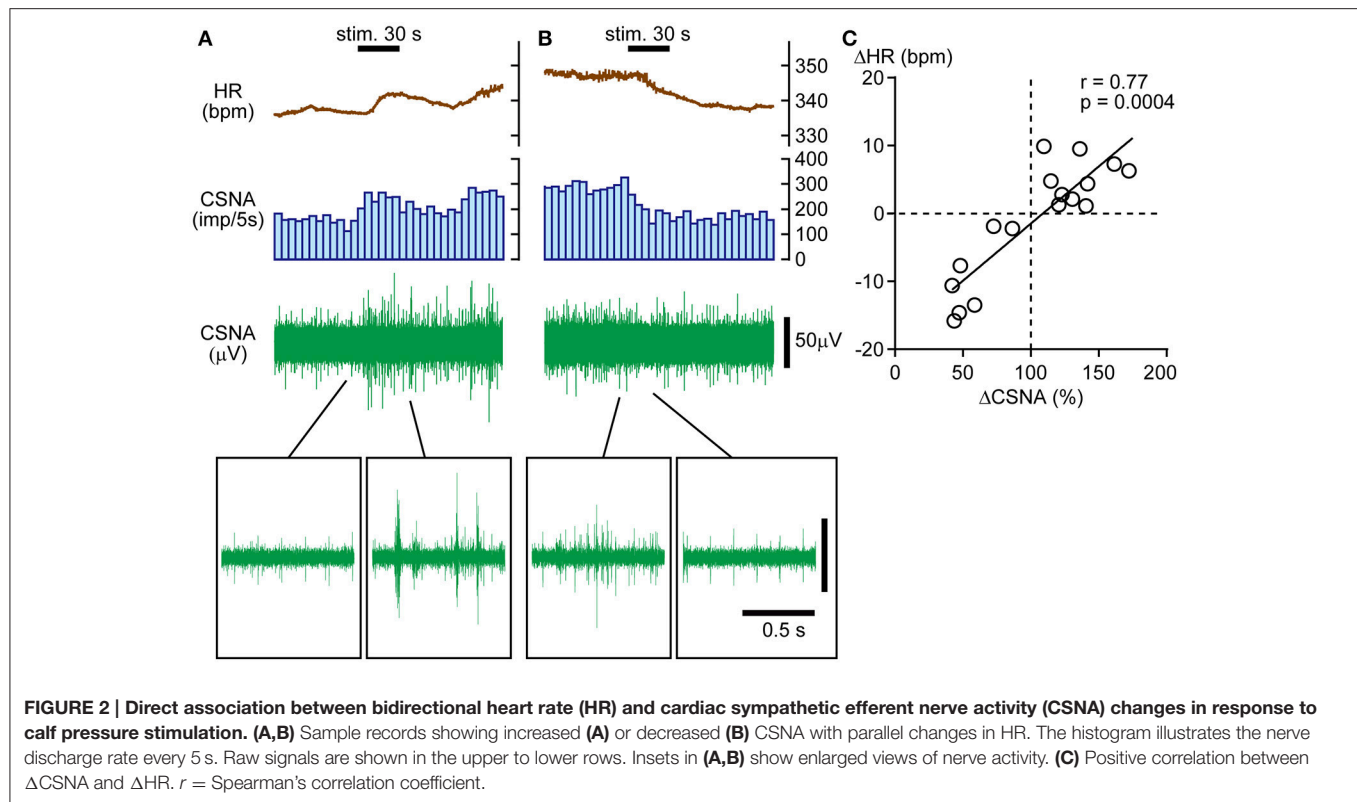 A
stim. 30 s
B
stim. 30 s
C
ΔHR (bpm)
HR
(bpm)
350
340
330
CSNA
(imp/5s)
400
300
200
100
0
CSNA
(μV)
50μV
0.5 s
20
10
0
-10
-20
r = 0.77
p = 0.0004
0 50 100 150 200
ΔCSNA (%)
FIGURE 2 | Direct association between bidirectional heart rate (HR) and cardiac sympathetic efferent nerve activity (CSNA) changes in response to
calf pressure stimulation. (A,B) Sample records showing increased (A) or decreased (B) CSNA with parallel changes in HR. The histogram illustrates the nerve
discharge rate every 5 s. Raw signals are shown in the upper to lower rows. Insets in (A,B) show enlarged views of nerve activity. (C) Positive correlation between
ΔCSNA and ΔHR. r = Spearman's correlation coefficient.